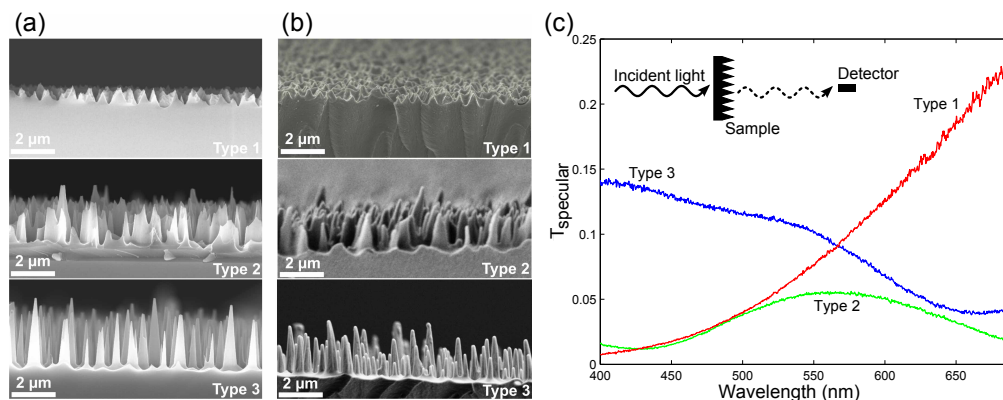 (a)
2 μm
Type 1
2 μm
Type 2
2 μm
Type 3
(b)
2 μm
Type 1
2 μm
Type 2
2 μm
Type 3
(c)
0.25
0.2
0.15
0.1
0.05
0
Tspecular
Incident light
Sample
Detector
Type 1
Type 3
Type 2
400 450 500 550 600 650
Wavelength (nm)